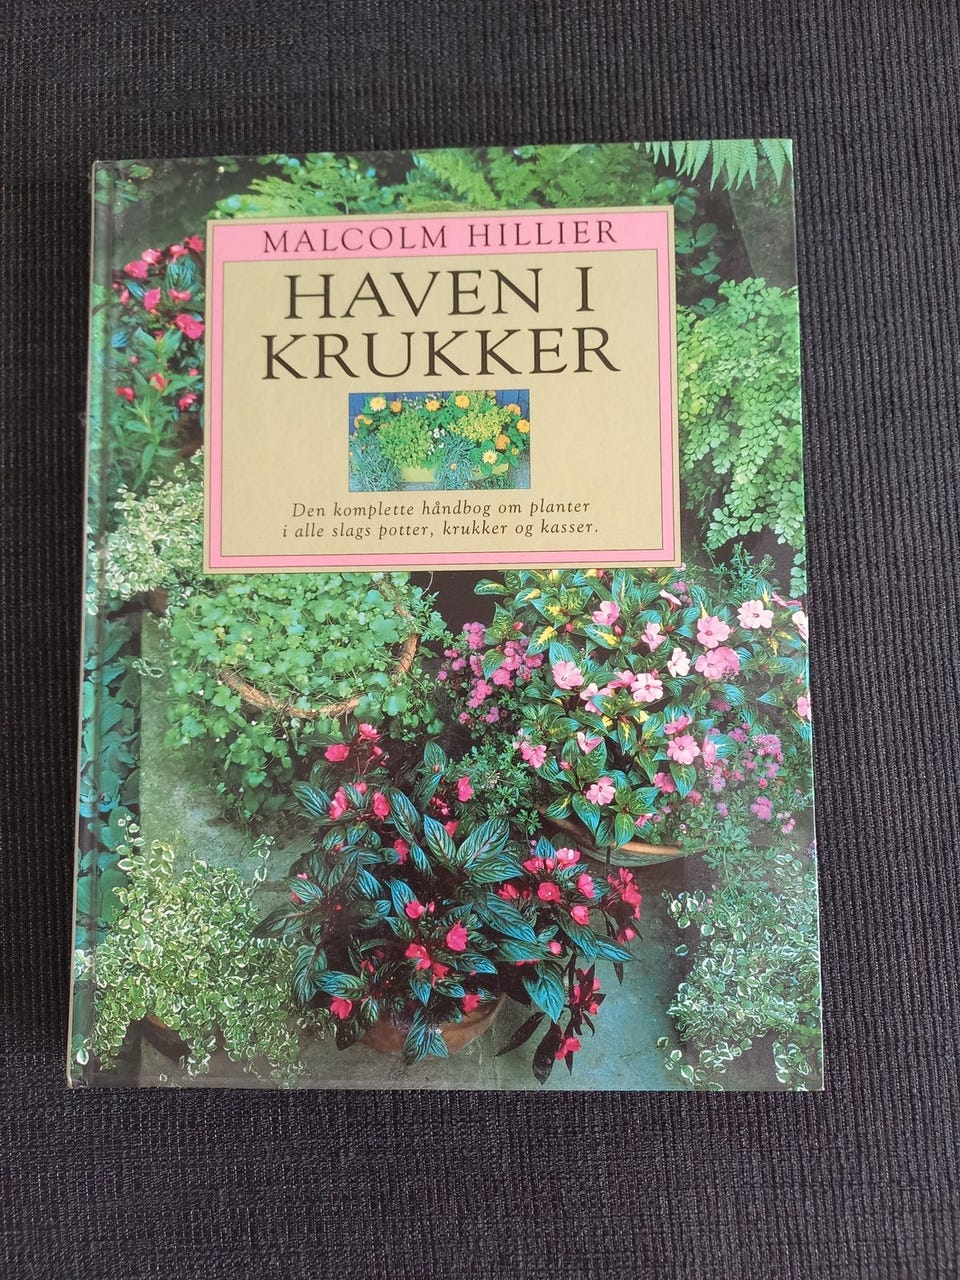 MALCOLM HILLIER
HAVEN I
KRUKKER
Den komplette håndbog om planter
i alle slags potter, krukker og kasser.